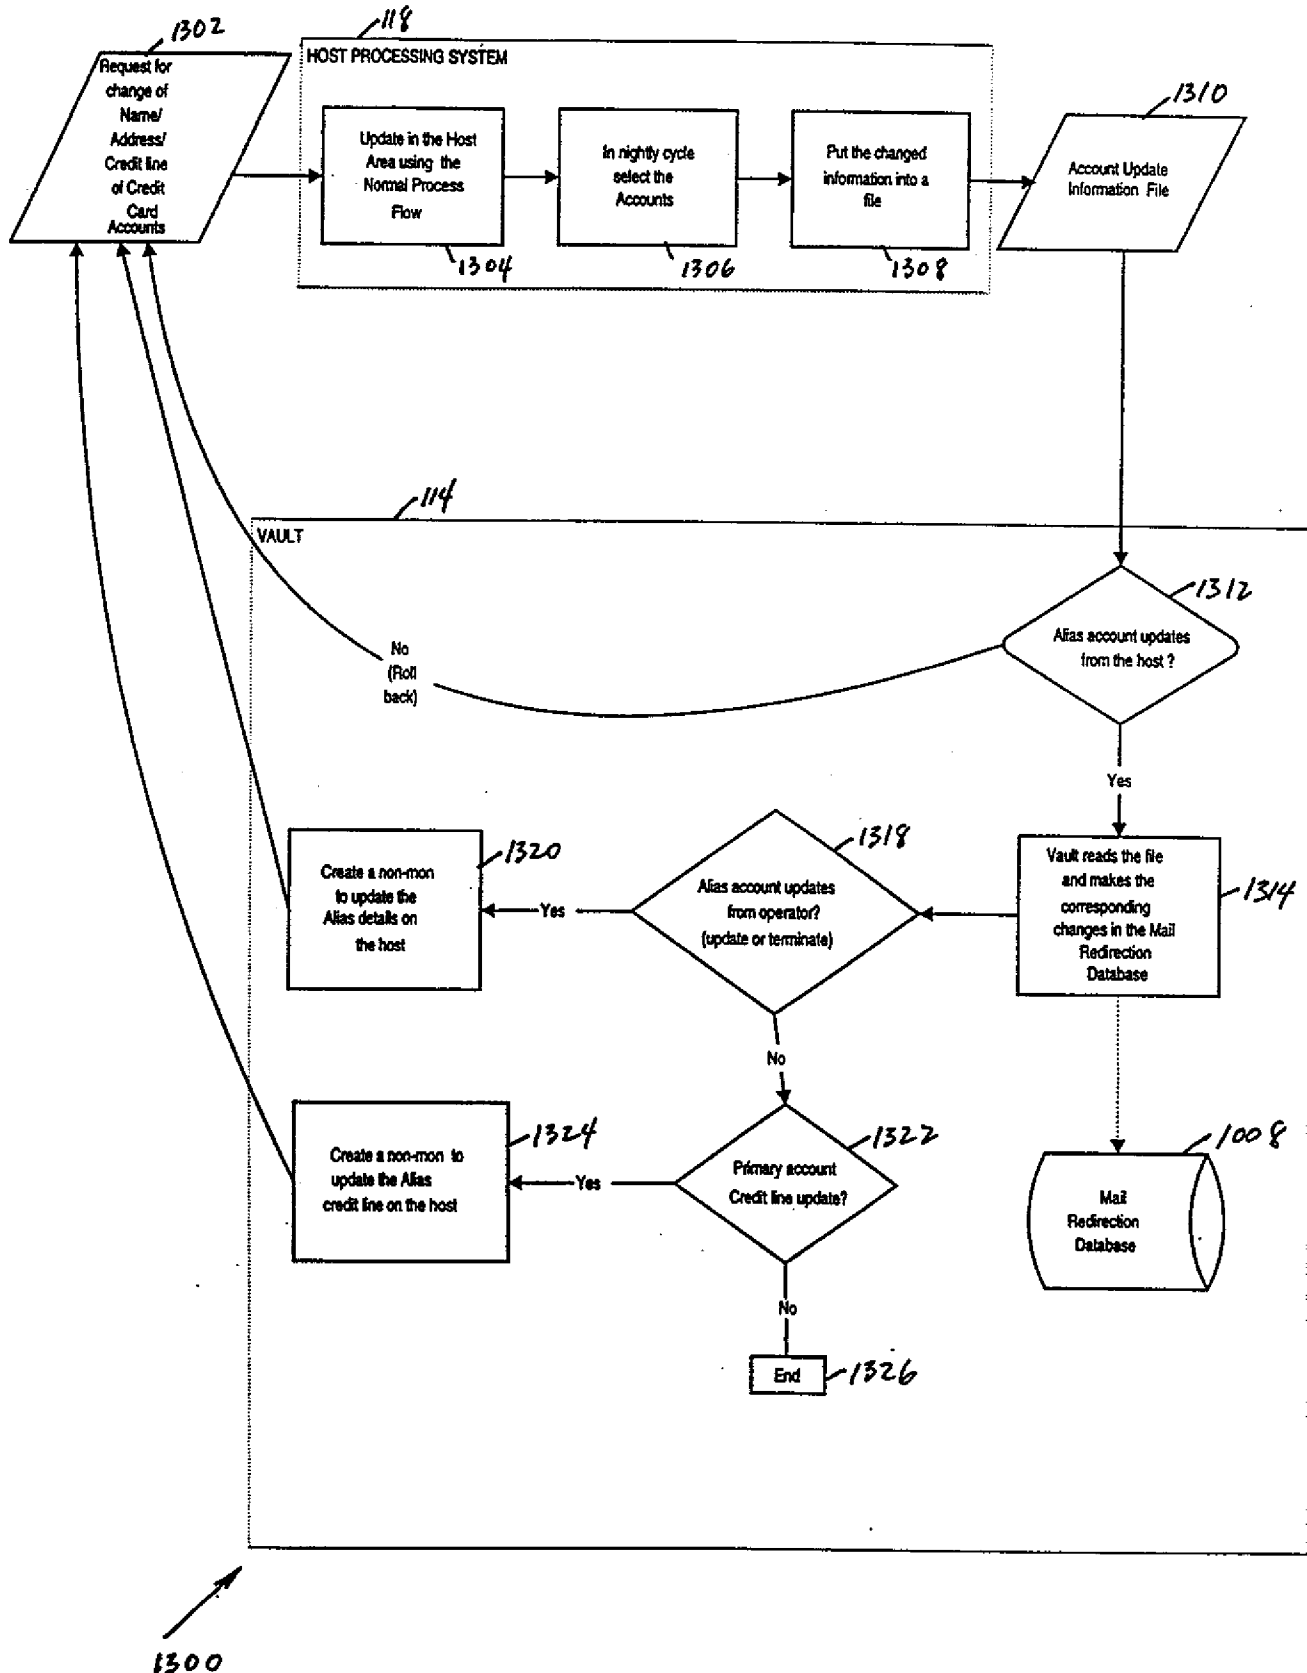 1302
Request for
change of
Name/
Address/
Credit line
of Credit
Card
Accounts
118
HOST PROCESSING SYSTEM
Update in the Host
Area using the
Normal Process
Flow
1304
In nightly cycle
select the
Accounts
1306
Put the changed
information into a
file
1308
1310
Account Update
Information File
114
VAULT
1312
Alias account updates
from the host ?
No
(Roll
back)
Yes
1314
Vault reads the file
and makes the
corresponding
changes in the Mail
Redirection
Database
1318
Alias account updates
from operator?
(update or terminate)
Yes
1320
Create a non-mon
to update the
Alias details on
the host
No
1322
Primary account
Credit line update?
Yes
1324
Create a non-mon to
update the Alias
credit line on the host
1008
Mail
Redirection
Database
No
End
1326
1300